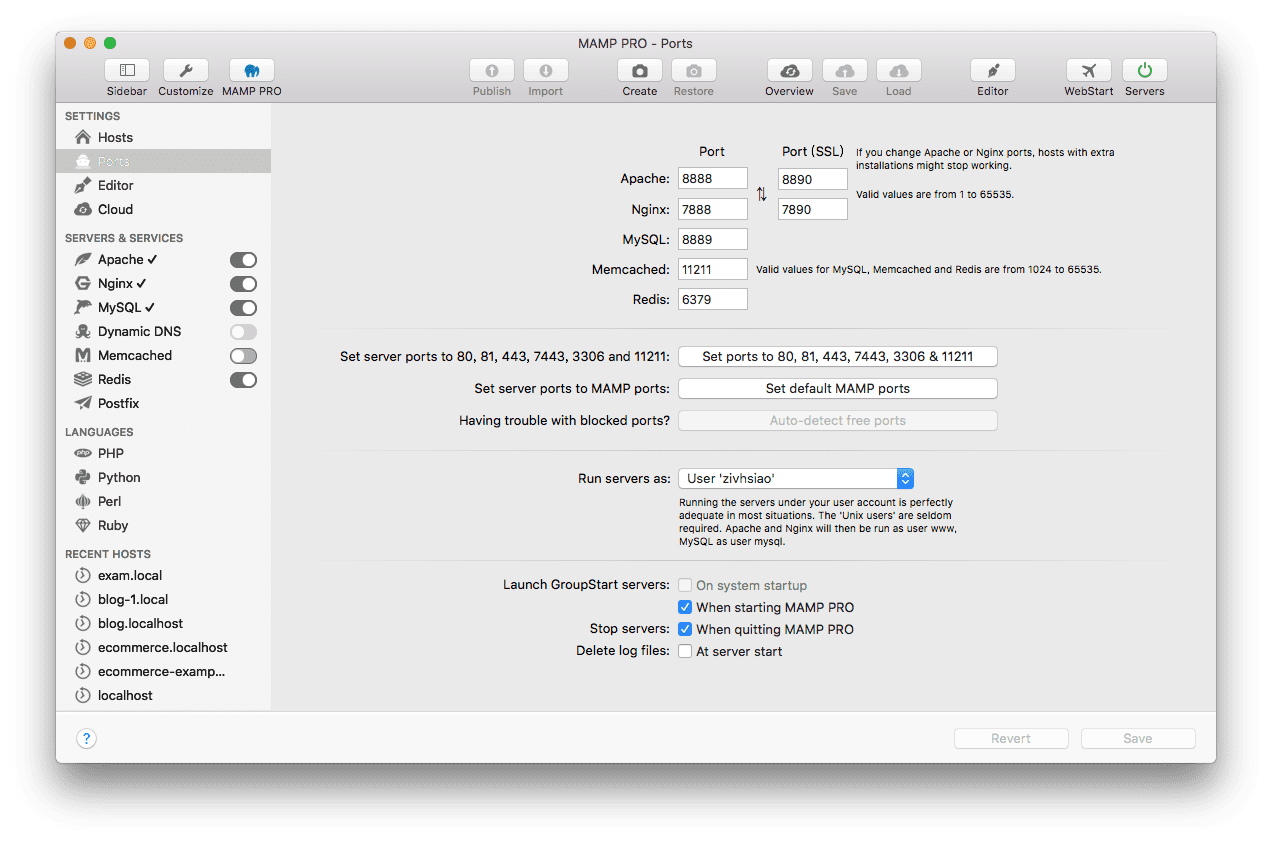 MAMP PRO - Ports
Sidebar Customize MAMP PRO Publish Import Create Restore Overview Save Load Editor WebStart Servers
SETTINGS
Hosts
Ports
Editor
Cloud
SERVERS & SERVICES
Apache ✓
Nginx ✓
MySQL ✓
Dynamic DNS
Memcached
Redis
Postfix
LANGUAGES
php PHP
Python
Perl
Ruby
RECENT HOSTS
exam.local
blog-1.local
blog.localhost
ecommerce.localhost
ecommerce-examp...
localhost
Port Port (SSL)
If you change Apache or Nginx ports, hosts with extra
installations might stop working.
Valid values are from 1 to 65535.
Apache: 8888 8890
Nginx: 7888 7890
MySQL: 8889
Memcached: 11211 Valid values for MySQL, Memcached and Redis are from 1024 to 65535.
Redis: 6379
Set server ports to 80, 81, 443, 7443, 3306 and 11211: Set ports to 80, 81, 443, 7443, 3306 & 11211
Set server ports to MAMP ports: Set default MAMP ports
Having trouble with blocked ports? Auto-detect free ports
Run servers as: User 'zivhsiao'
Running the servers under your user account is perfectly
adequate in most situations. The 'Unix users' are seldom
required. Apache and Nginx will then be run as user www,
MySQL as user mysql.
Launch GroupStart servers: On system startup
When starting MAMP PRO
Stop servers: When quitting MAMP PRO
Delete log files: At server start
? Revert Save